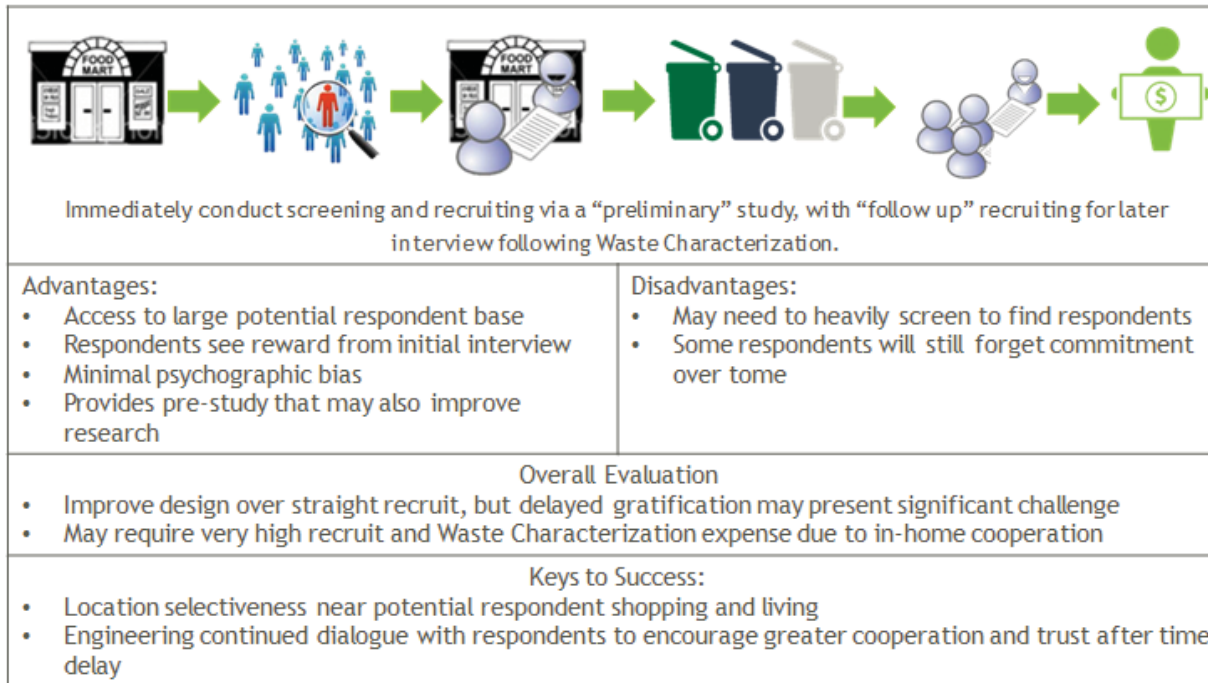 FOOD
MART
FOOD
MART
$
Immediately conduct screening and recruiting via a “preliminary” study, with “follow up” recruiting for later
interview following Waste Characterization.
Advantages:
• Access to large potential respondent base
• Respondents see reward from initial interview
• Minimal psychographic bias
• Provides pre-study that may also improve
research
Disadvantages:
• May need to heavily screen to find respondents
• Some respondents will still forget commitment
over tome
Overall Evaluation
• Improve design over straight recruit, but delayed gratification may present significant challenge
• May require very high recruit and Waste Characterization expense due to in-home cooperation
Keys to Success:
• Location selectiveness near potential respondent shopping and living
• Engineering continued dialogue with respondents to encourage greater cooperation and trust after time
delay